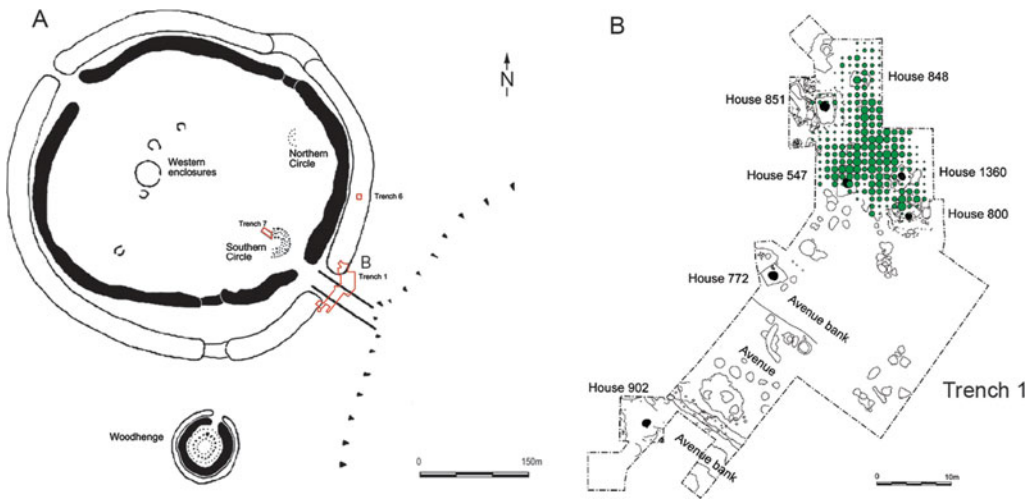 A
N
Northern
Circle
Western
enclosures
Trench 6
Trench 7
Southern
Circle
B
Trench 1
Woodhenge
0
150m
B
House 848
House 851
House 547
House 1360
House 800
House 772
Avenue bank
Avenue
House 902
Trench 1
Avenue bank
0
10m